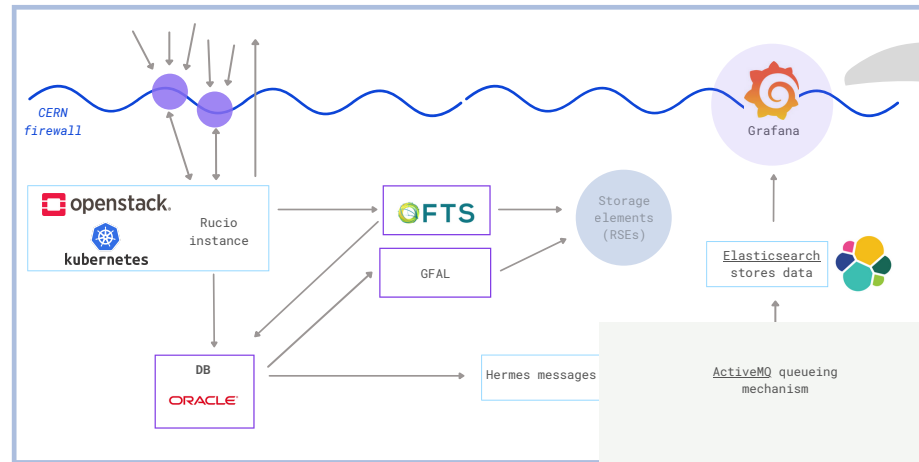 CERN
firewall
Grafana
openstack.
kubernetes
Rucio
instance
FTS
GFAL
Storage
elements
(RSEs)
Elasticsearch
stores data
DB
ORACLE
Hermes messages
ActiveMQ queueing
mechanism